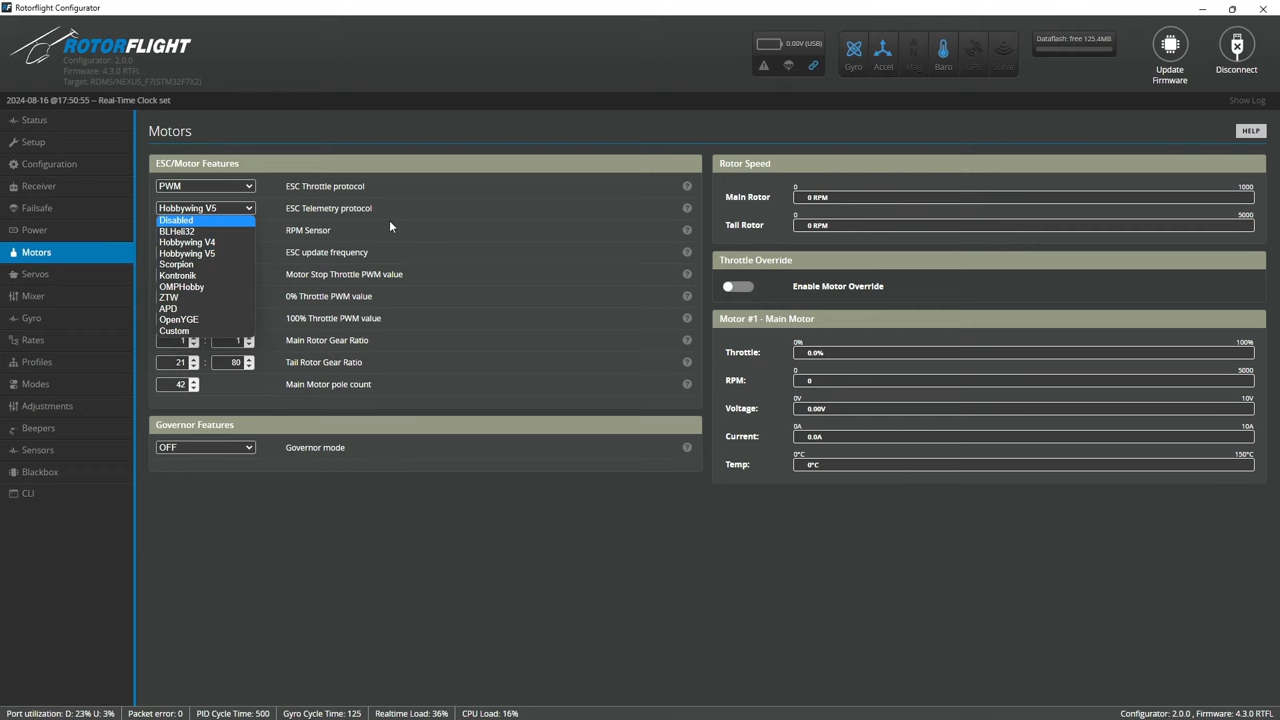 Rotorflight Configurator
ROTORFLIGHT
Configurator: 2.0.0
Firmware: 4.3.0 RTFL
Target: RDMS/NEXUS_F7(STM32F7X2)
0.00V (USB)
Gyro
Accel
Mag
Baro
GPS
Sonar
Dataflash: free 125.4MB
Update Firmware
Disconnect
2024-08-16 @17:50:55 -- Real-Time Clock set
Show Log
Status
Setup
Configuration
Receiver
Failsafe
Power
Motors
Servos
Mixer
Gyro
Rates
Profiles
Modes
Adjustments
Beepers
Sensors
Blackbox
CLI
Motors
HELP
ESC/Motor Features
PWM
ESC Throttle protocol
Hobbywing V5
ESC Telemetry protocol
Disabled
BLHeli32
Hobbywing V4
Hobbywing V5
Scorpion
Kontronik
OMPHobby
ZTW
APD
OpenYGE
Custom
RPM Sensor
ESC update frequency
Motor Stop Throttle PWM value
0% Throttle PWM value
100% Throttle PWM value
1 : 1 Main Rotor Gear Ratio
21 : 80 Tail Rotor Gear Ratio
42 Main Motor pole count
Governor Features
OFF
Governor mode
Rotor Speed
0 1000
Main Rotor 0 RPM
0 5000
Tail Rotor 0 RPM
Throttle Override
Enable Motor Override
Motor #1 - Main Motor
0% 100%
Throttle: 0.0%
0 5000
RPM: 0
0V 10V
Voltage: 0.00V
0A 10A
Current: 0.0A
0°C 150°C
Temp: 0°C
Port utilization: D: 23% U: 3%
Packet error: 0
PID Cycle Time: 500
Gyro Cycle Time: 125
Realtime Load: 36%
CPU Load: 16%
Configurator: 2.0.0 , Firmware: 4.3.0 RTFL